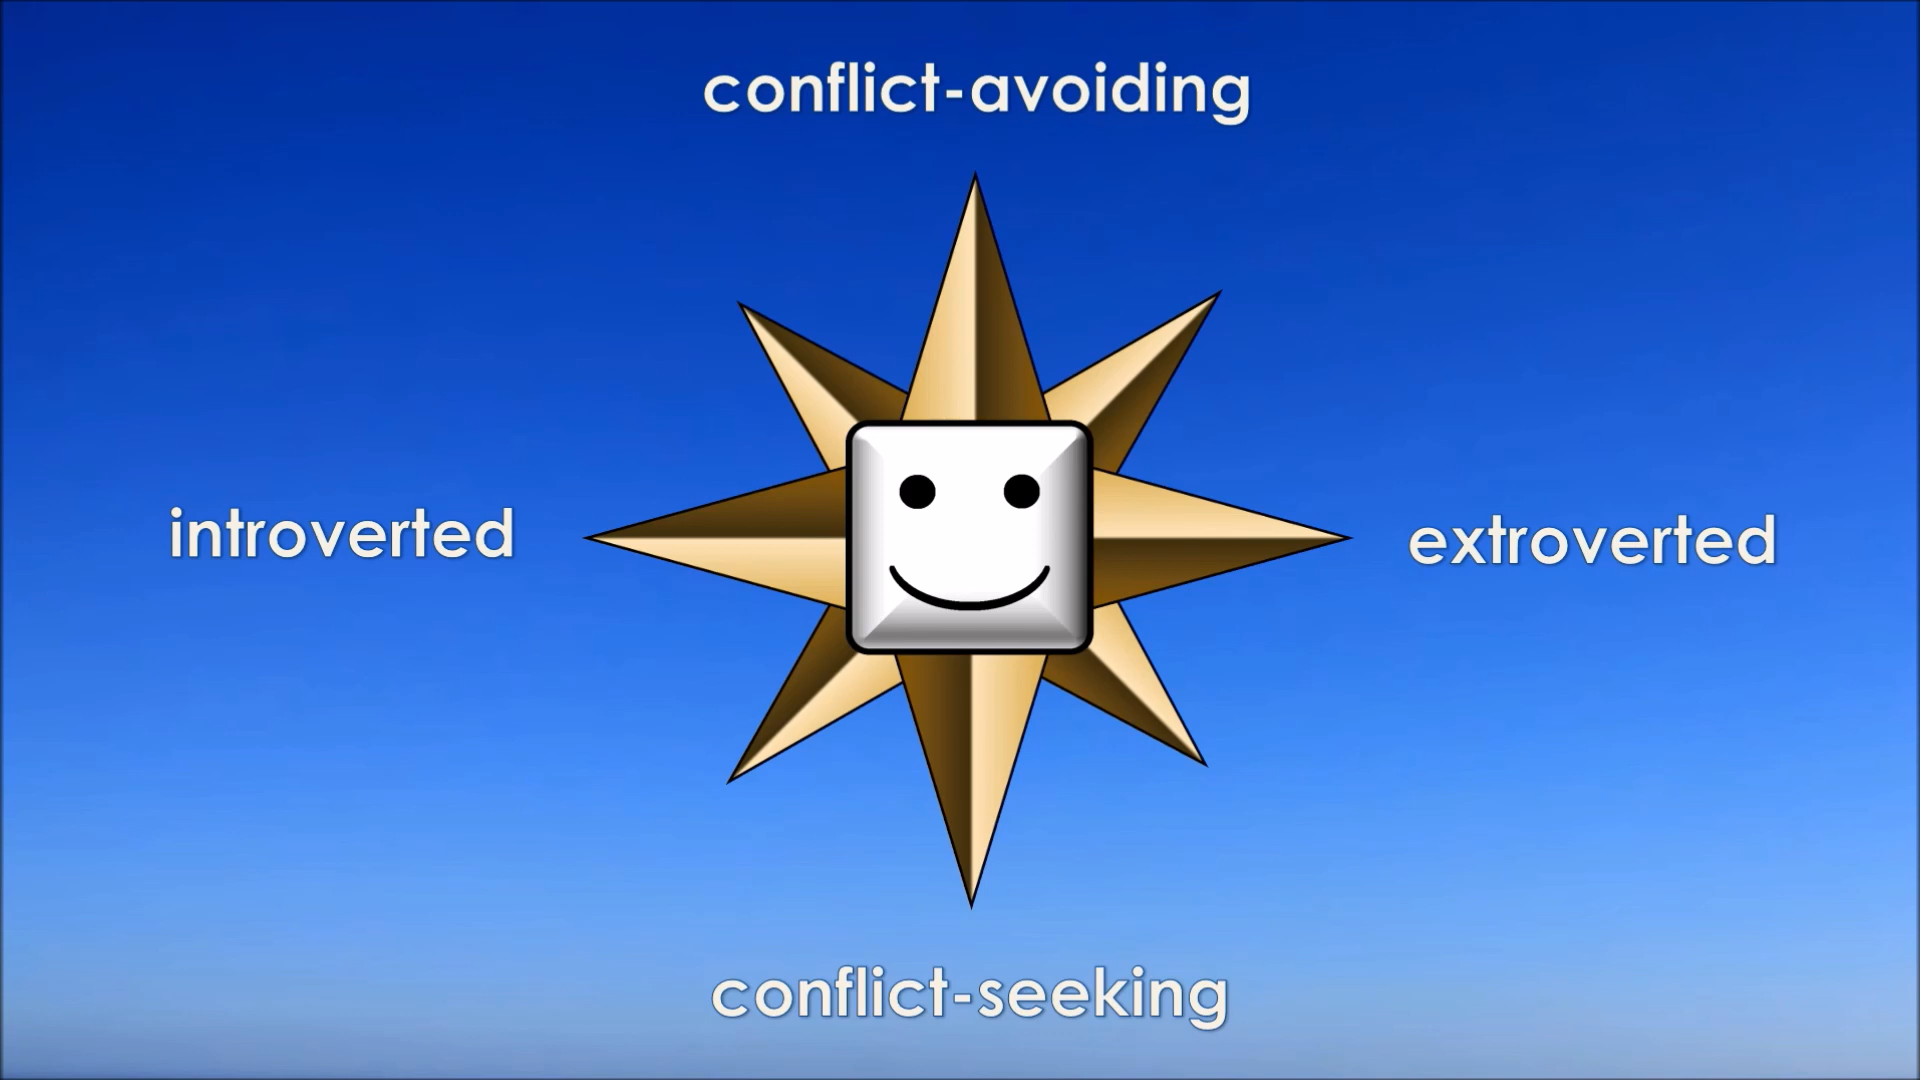 conflict-avoiding
introverted
extroverted
conflict-seeking